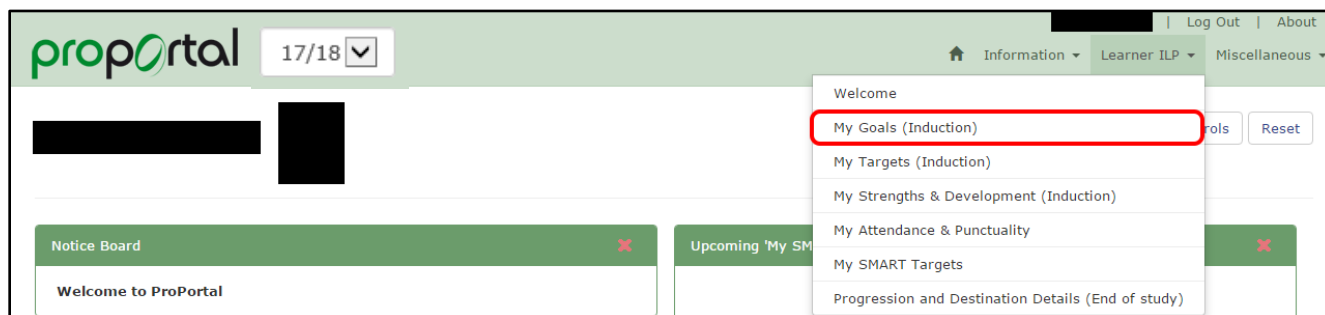 | Log Out | About
proportal 17/18
Information Learner ILP Miscellaneous
Welcome
My Goals (Induction)
rols Reset
My Targets (Induction)
My Strengths & Development (Induction)
Notice Board
Upcoming 'My SM
My Attendance & Punctuality
My SMART Targets
Welcome to ProPortal
Progression and Destination Details (End of study)